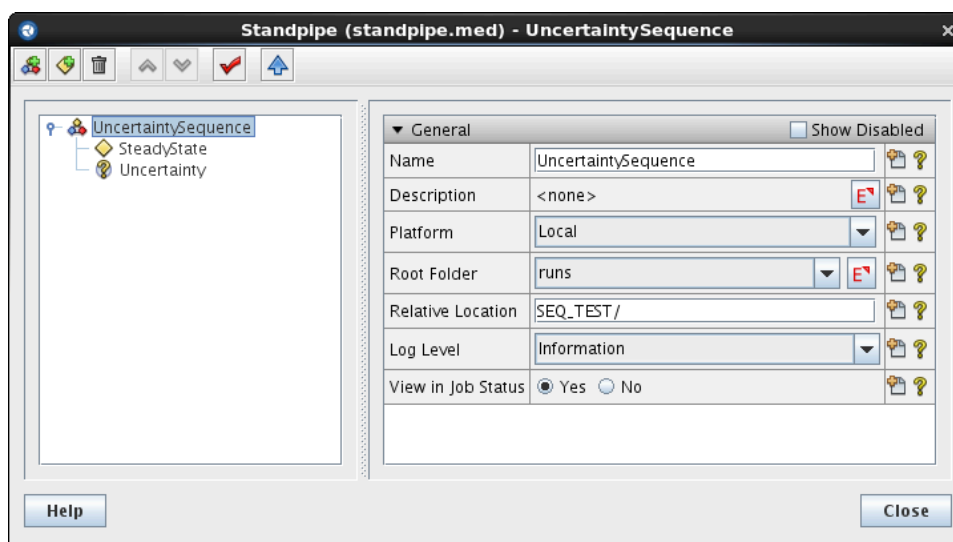 Standpipe (standpipe.med) - UncertaintySequence
UncertaintySequence
SteadyState
Uncertainty
General
Show Disabled
Name UncertaintySequence
Description <none> E
Platform Local
Root Folder runs E
Relative Location SEQ_TEST/
Log Level Information
View in Job Status Yes No
Help
Close